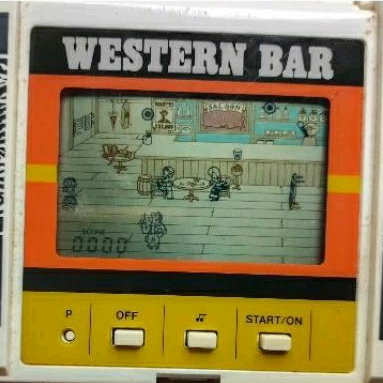 WESTERN BAR
WANTED
SALOON
SCORE
0000
P
OFF
START/ON